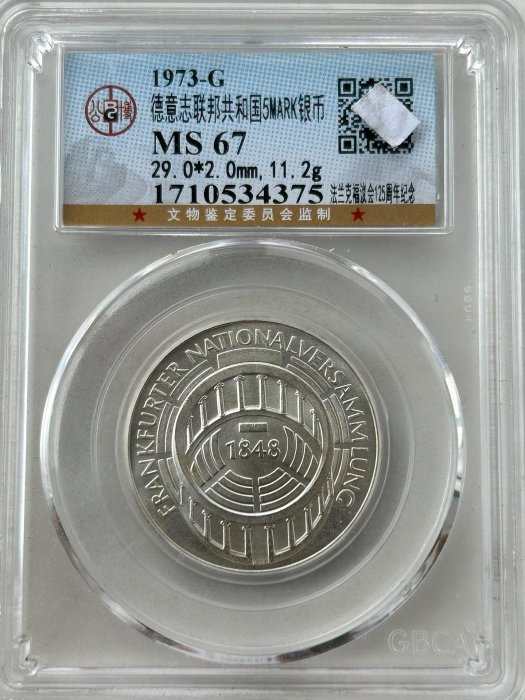 1973-G
德意志联邦共和国5MARK银币
MS 67
29.0*2.0mm,11.2g
1710534375
法兰克福议会125周年纪念
公
博
G
★ 文物鉴定委员会监制 ★
FRANKFURTER NATIONALVERSAMMLUNG
1848
GBCA